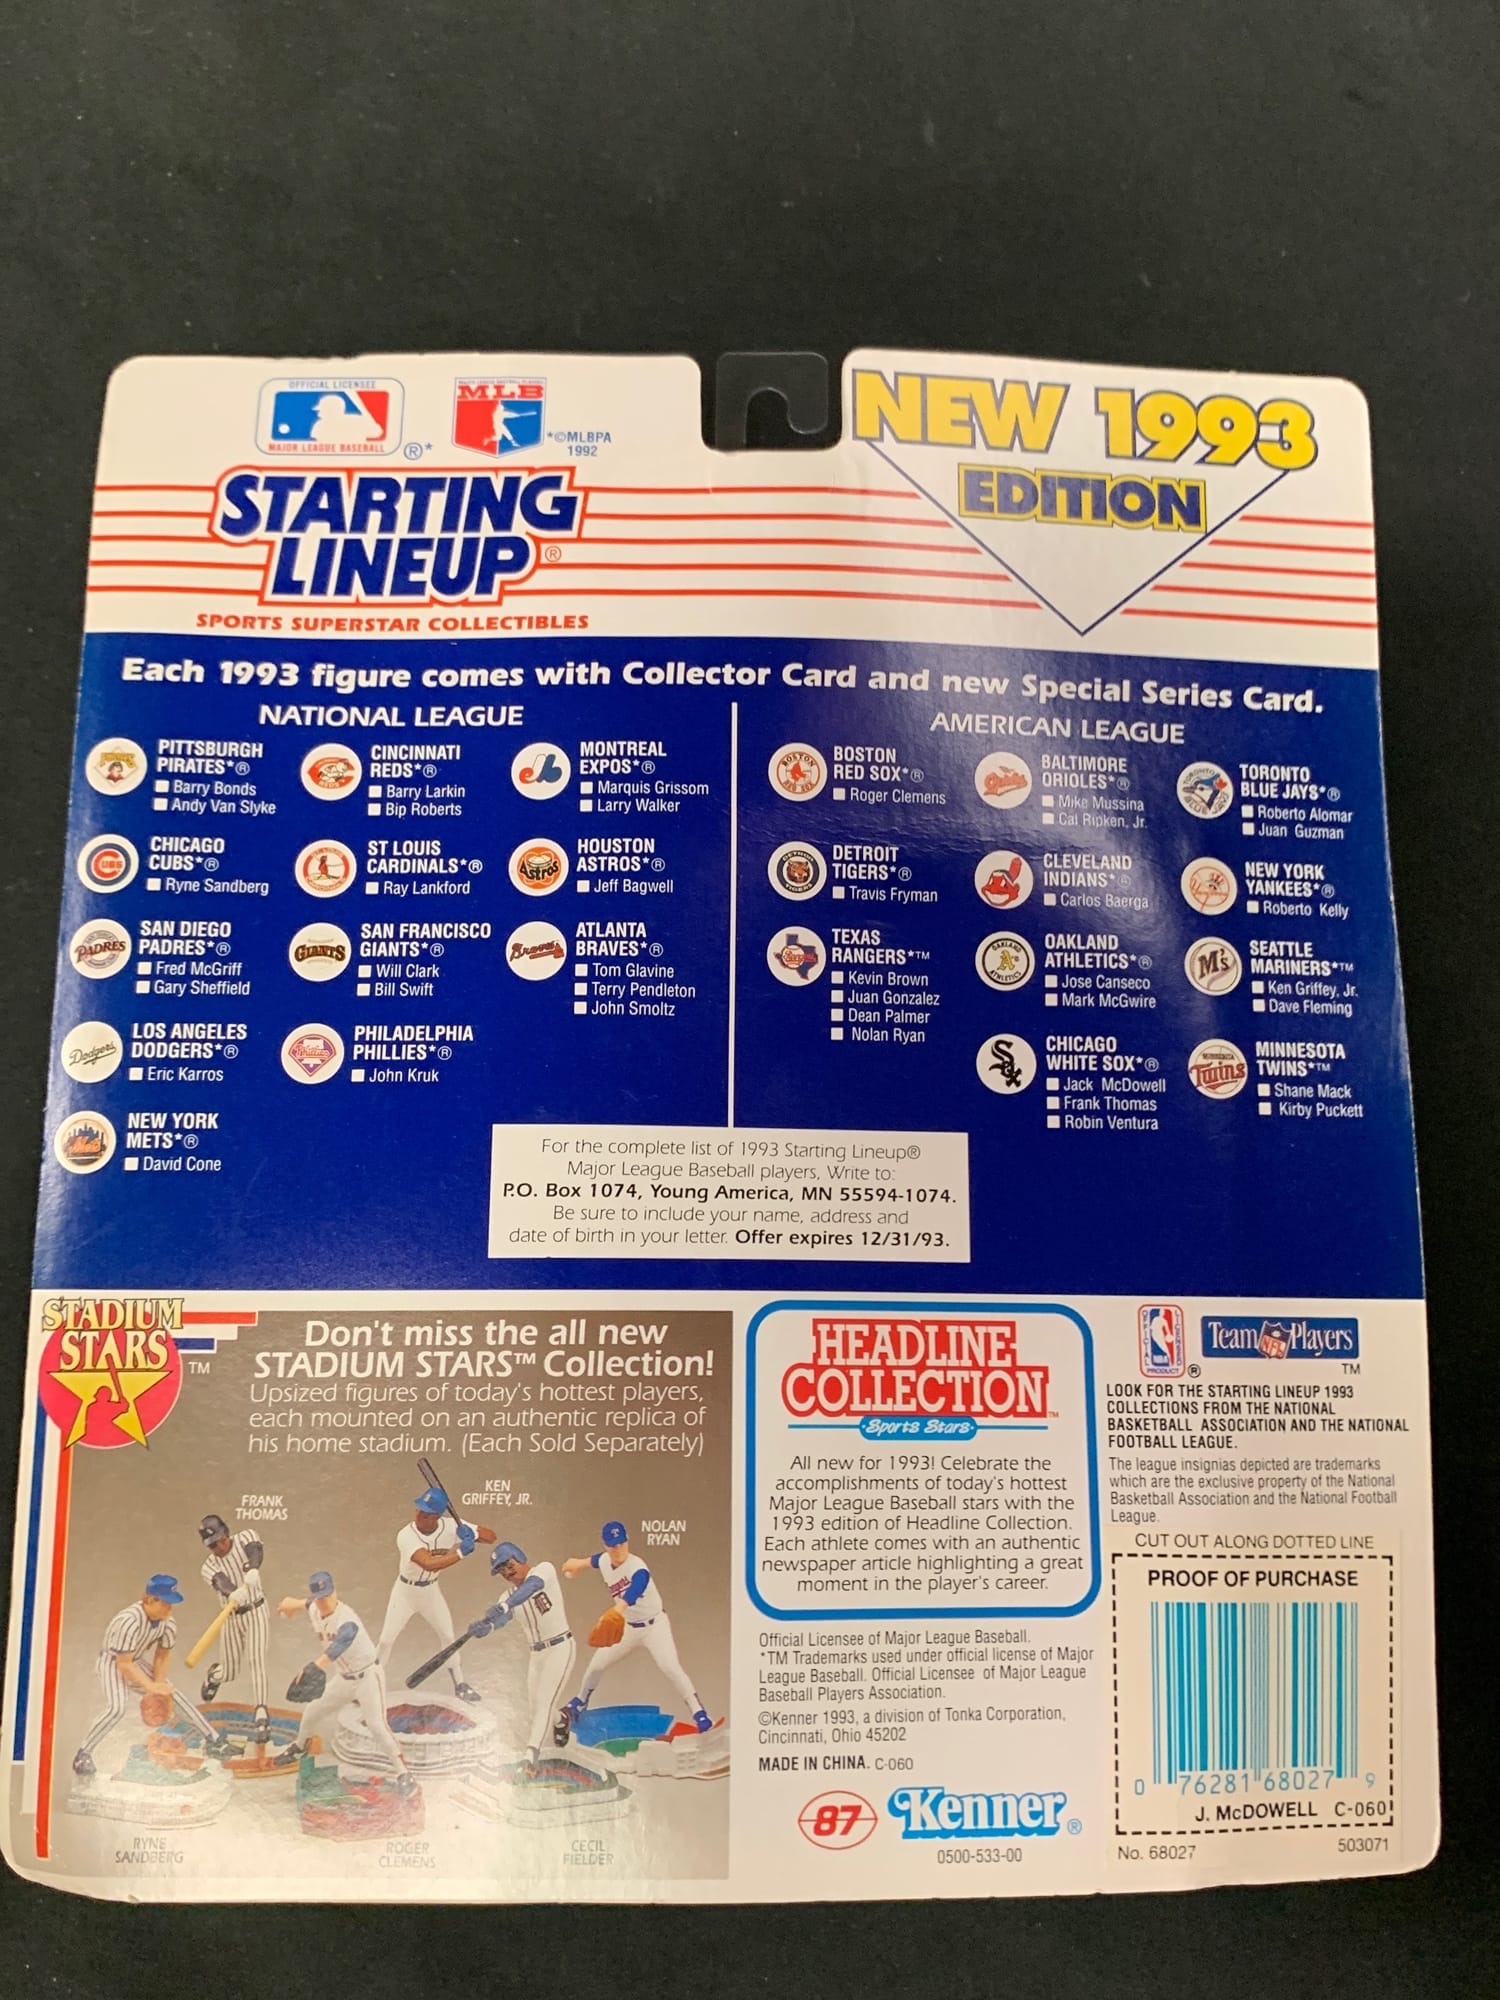 OFFICIAL LICENSEE
MAJOR LEAGUE BASEBALL
®*
MAJOR LEAGUE BASEBALL PLAYERS
MLB
*©MLBPA
1992
NEW 1993
EDITION
STARTING
LINEUP®
SPORTS SUPERSTAR COLLECTIBLES
Each 1993 figure comes with Collector Card and new Special Series Card.
NATIONAL LEAGUE
PITTSBURGH
PIRATES*®
Barry Bonds
Andy Van Slyke
CINCINNATI
REDS*®
Barry Larkin
Bip Roberts
MONTREAL
EXPOS*®
Marquis Grissom
Larry Walker
CHICAGO
CUBS*®
Ryne Sandberg
ST LOUIS
CARDINALS*®
Ray Lankford
HOUSTON
ASTROS*®
Jeff Bagwell
SAN DIEGO
PADRES*®
Fred McGriff
Gary Sheffield
SAN FRANCISCO
GIANTS*®
Will Clark
Bill Swift
ATLANTA
BRAVES*®
Tom Glavine
Terry Pendleton
John Smoltz
LOS ANGELES
DODGERS*®
Eric Karros
PHILADELPHIA
PHILLIES*®
John Kruk
NEW YORK
METS*®
David Cone
AMERICAN LEAGUE
BOSTON
RED SOX*®
Roger Clemens
BALTIMORE
ORIOLES*®
Mike Mussina
Cal Ripken, Jr.
TORONTO
BLUE JAYS*®
Roberto Alomar
Juan Guzman
DETROIT
TIGERS*®
Travis Fryman
CLEVELAND
INDIANS*®
Carlos Baerga
NEW YORK
YANKEES*®
Roberto Kelly
TEXAS
RANGERS*™
Kevin Brown
Juan Gonzalez
Dean Palmer
Nolan Ryan
OAKLAND
ATHLETICS*®
Jose Canseco
Mark McGwire
SEATTLE
MARINERS*™
Ken Griffey, Jr.
Dave Fleming
CHICAGO
WHITE SOX*®
Jack McDowell
Frank Thomas
Robin Ventura
MINNESOTA
TWINS*™
Shane Mack
Kirby Puckett
For the complete list of 1993 Starting Lineup®
Major League Baseball players, Write to:
P.O. Box 1074, Young America, MN 55594-1074.
Be sure to include your name, address and
date of birth in your letter. Offer expires 12/31/93.
STADIUM
STARS
™
Don't miss the all new
STADIUM STARS™ Collection!
Upsized figures of today's hottest players,
each mounted on an authentic replica of
his home stadium. (Each Sold Separately)
FRANK
THOMAS
KEN
GRIFFEY, JR.
NOLAN
RYAN
RYNE
SANDBERG
ROGER
CLEMENS
CECIL
FIELDER
HEADLINE
COLLECTION™
Sports Stars
All new for 1993! Celebrate the
accomplishments of today's hottest
Major League Baseball stars with the
1993 edition of Headline Collection.
Each athlete comes with an authentic
newspaper article highlighting a great
moment in the player's career.
Official Licensee of Major League Baseball.
*TM Trademarks used under official license of Major
League Baseball. Official Licensee of Major League
Baseball Players Association.
©Kenner 1993, a division of Tonka Corporation,
Cincinnati, Ohio 45202
MADE IN CHINA. C-060
87
Kenner®
0500-533-00
OFFICIAL LICENSED
NBA
PRODUCT
®
Team NFL Players
™
LOOK FOR THE STARTING LINEUP 1993
COLLECTIONS FROM THE NATIONAL
BASKETBALL ASSOCIATION AND THE NATIONAL
FOOTBALL LEAGUE.
The league insignias depicted are trademarks
which are the exclusive property of the National
Basketball Association and the National Football
League.
CUT OUT ALONG DOTTED LINE
PROOF OF PURCHASE
0 76281 68027 9
J. McDOWELL C-060
No. 68027
503071